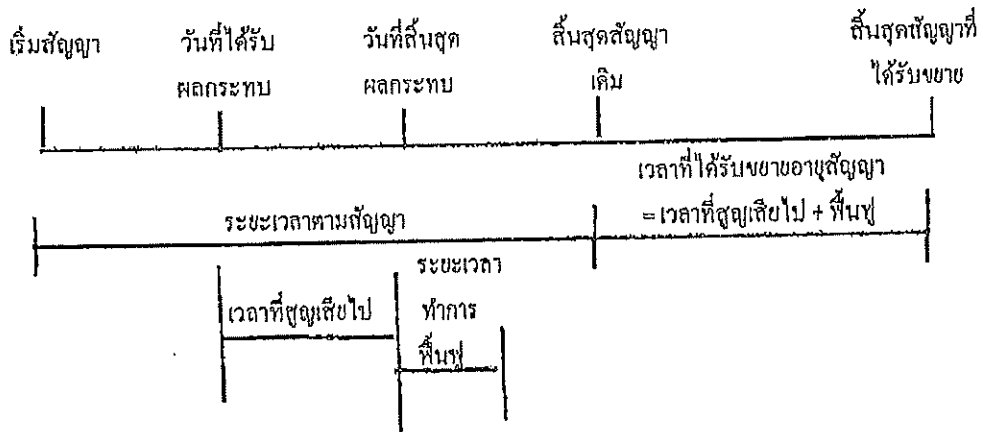 เริ่มสัญญา
วันที่ได้รับ
ผลกระทบ
วันที่สิ้นสุด
ผลกระทบ
สิ้นสุดสัญญา
เดิม
สิ้นสุดสัญญาที่
ได้รับขยาย
เวลาที่ได้รับขยายอายุสัญญา
=เวลาที่สูญเสียไป + ฟื้นฟู
ระยะเวลาตามสัญญา
เวลาที่สูญเสียไป
ระยะเวลา
ทำการ
ฟื้นฟู